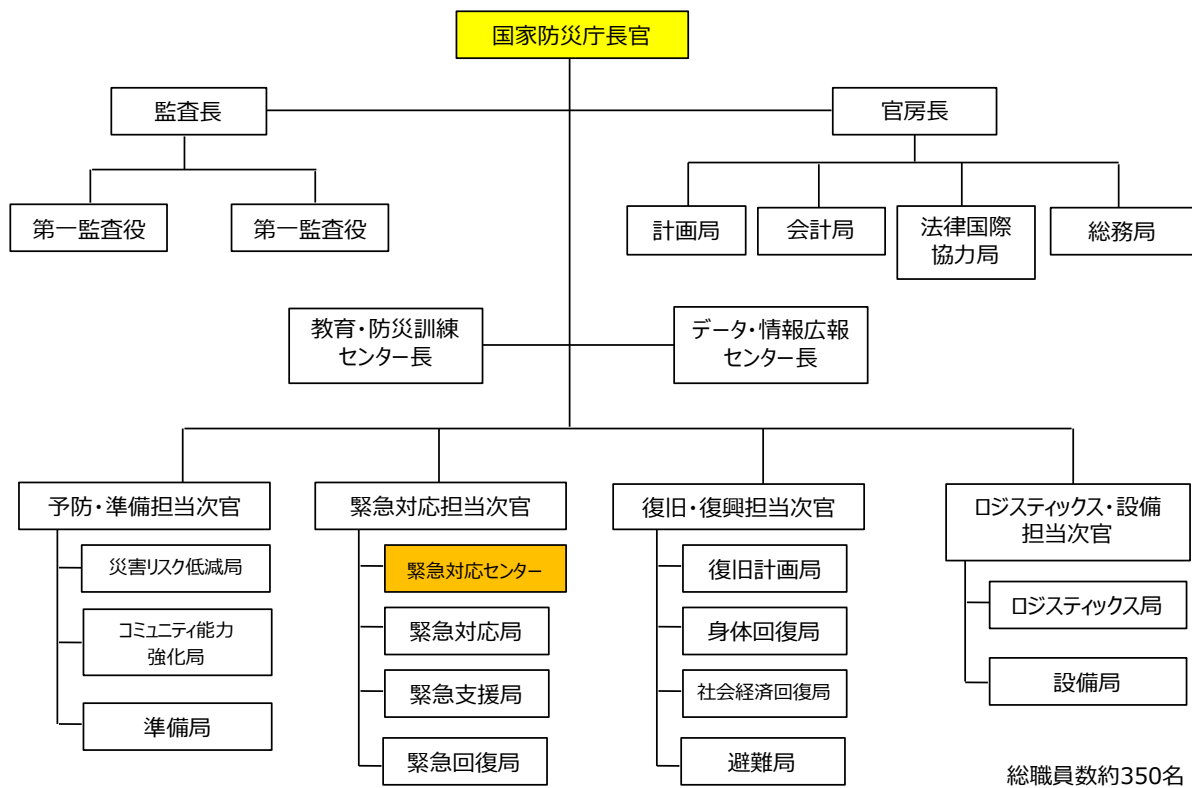 国家防災庁長官
監査長
官房長
第一監査役
第一監査役
計画局
会計局
法律国際
協力局
総務局
教育・防災訓練
センター長
データ・情報広報
センター長
予防・準備担当次官
緊急対応担当次官
復旧・復興担当次官
ロジスティックス・設備
担当次官
災害リスク低減局
コミュニティ能力
強化局
準備局
緊急対応センター
緊急対応局
緊急支援局
緊急回復局
復旧計画局
身体回復局
社会経済回復局
避難局
ロジスティックス局
設備局
総職員数約350名